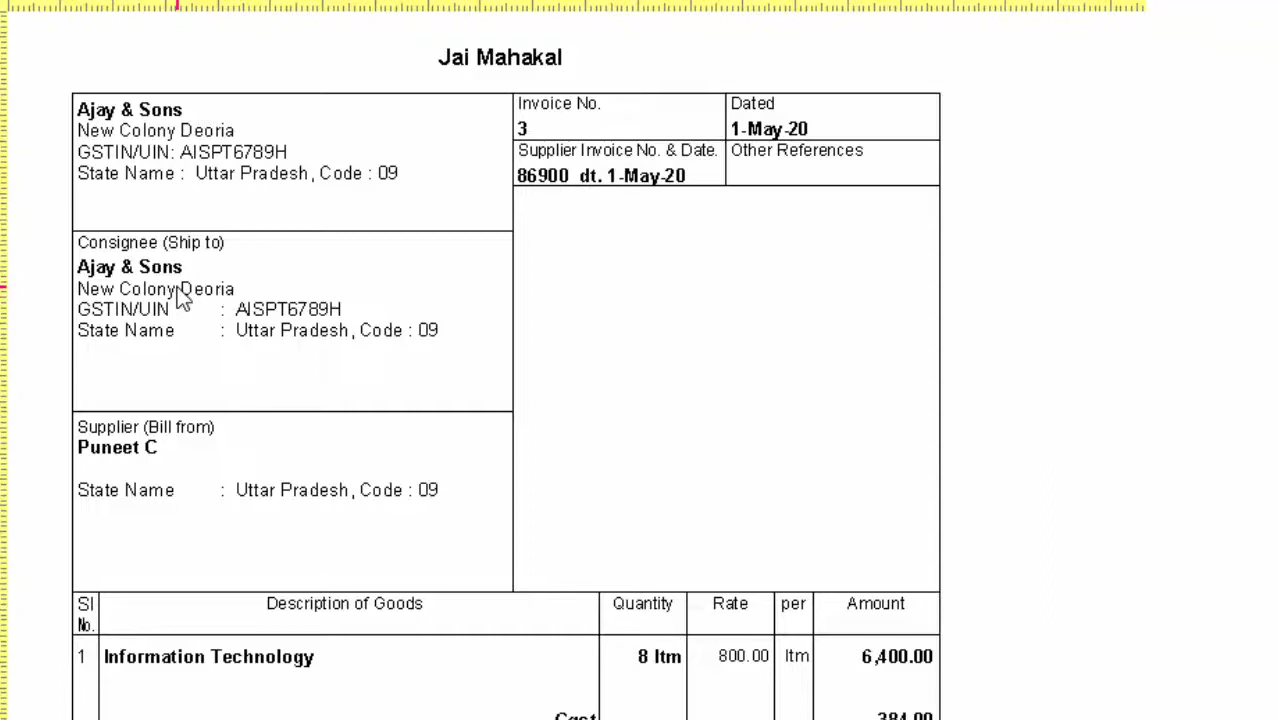 Jai Mahakal
Ajay & Sons
New Colony Deoria
GSTIN/UIN: AISPT6789H
State Name : Uttar Pradesh, Code : 09
Invoice No.
3
Dated
1-May-20
Supplier Invoice No. & Date.
86900 dt. 1-May-20
Other References
Consignee (Ship to)
Ajay & Sons
New Colony Deoria
GSTIN/UIN : AISPT6789H
State Name : Uttar Pradesh, Code : 09
Supplier (Bill from)
Puneet C
State Name : Uttar Pradesh, Code : 09
Sl No. Description of Goods Quantity Rate per Amount
1 Information Technology 8 Itm 800.00 Itm 6,400.00
Cgst 384.00